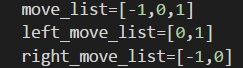 move_list=[-1,0,1]
left_move_list=[0,1]
right_move_list=[-1,0]